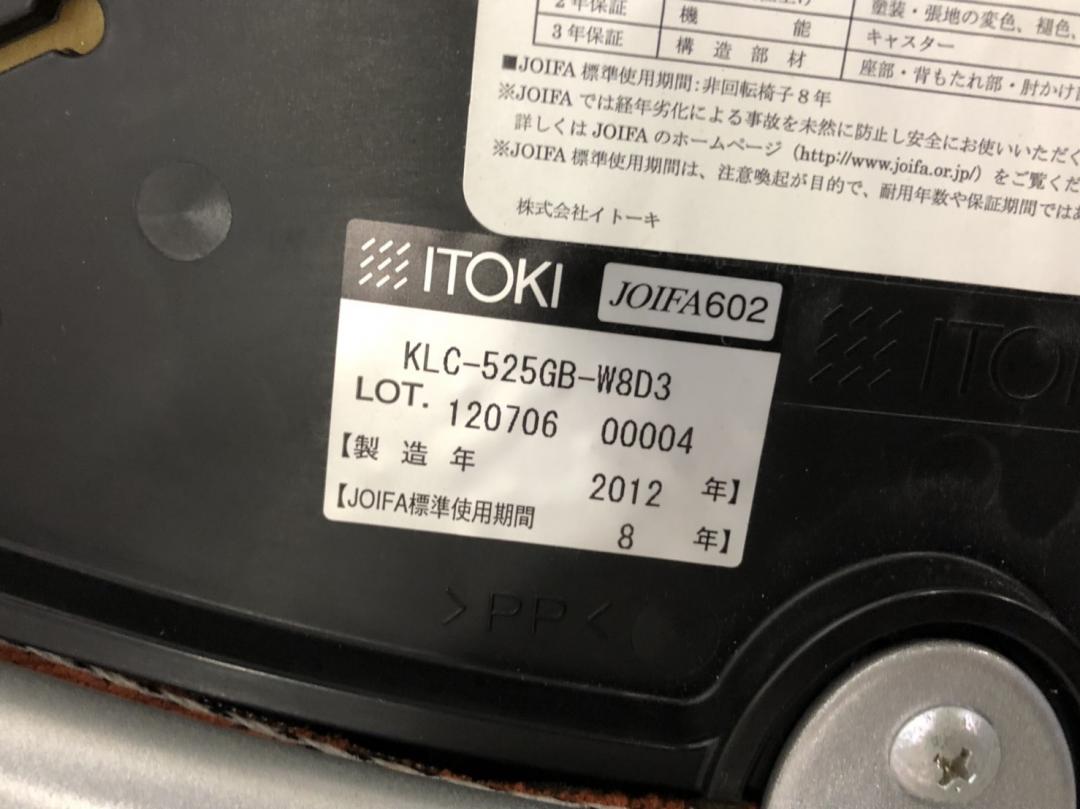 2年保証
機能
塗装・張地の変色、褪色、
3年保証
構造部材
キャスター
座部・背もたれ部・肘かけ
■JOIFA標準使用期間:非回転椅子8年
※JOIFAでは経年劣化による事故を未然に防止し安全にお使いいただく
詳しくはJOIFAのホームページ(http://www.joifa.or.jp/)をご覧くだ
※JOIFA標準使用期間は、注意喚起が目的で、耐用年数や保証期間ではあ
株式会社イトーキ
ITOKI JOIFA602
KLC-525GB-W8D3
LOT. 120706 00004
【製造年 2012 年】
【JOIFA標準使用期間 8 年】
ITO
>PP<